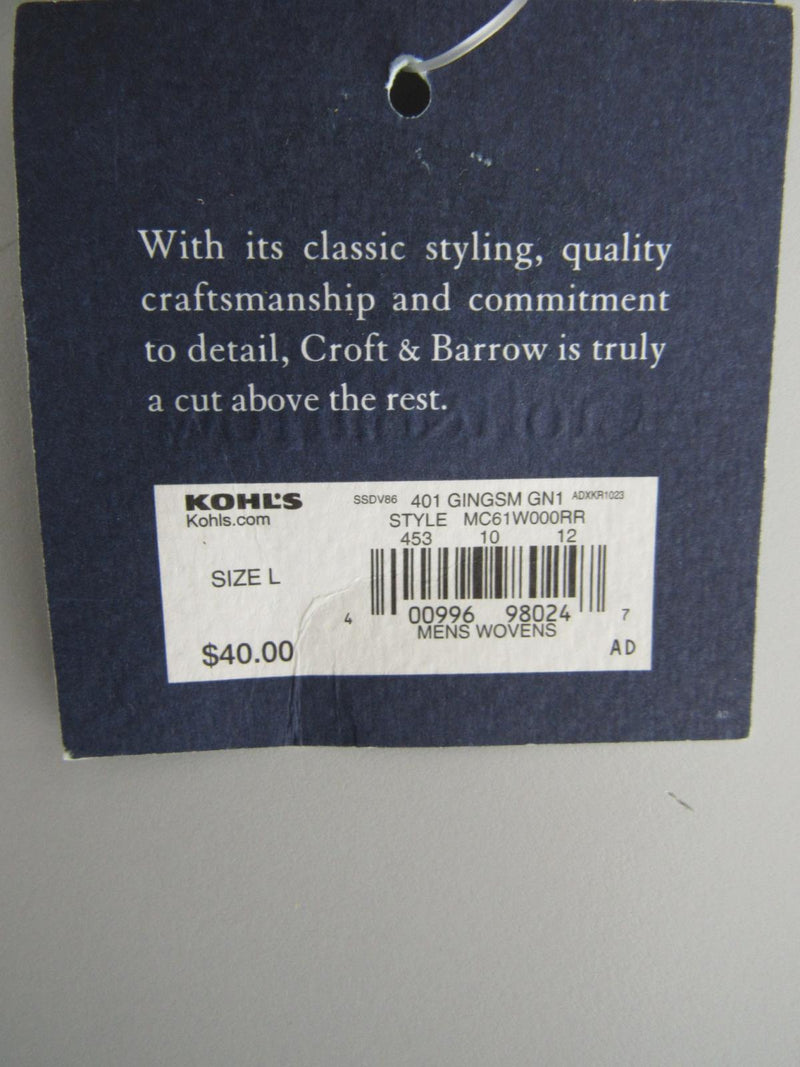 With its classic styling, quality
craftsmanship and commitment
to detail, Croft & Barrow is truly
a cut above the rest.
KOHL'S
Kohls.com
SSDV86 401 GINGSM GN1 ADXKR1023
STYLE MC61W000RR
453 10 12
SIZE L
4 00996 98024 7
MENS WOVENS
$40.00
AD
AD